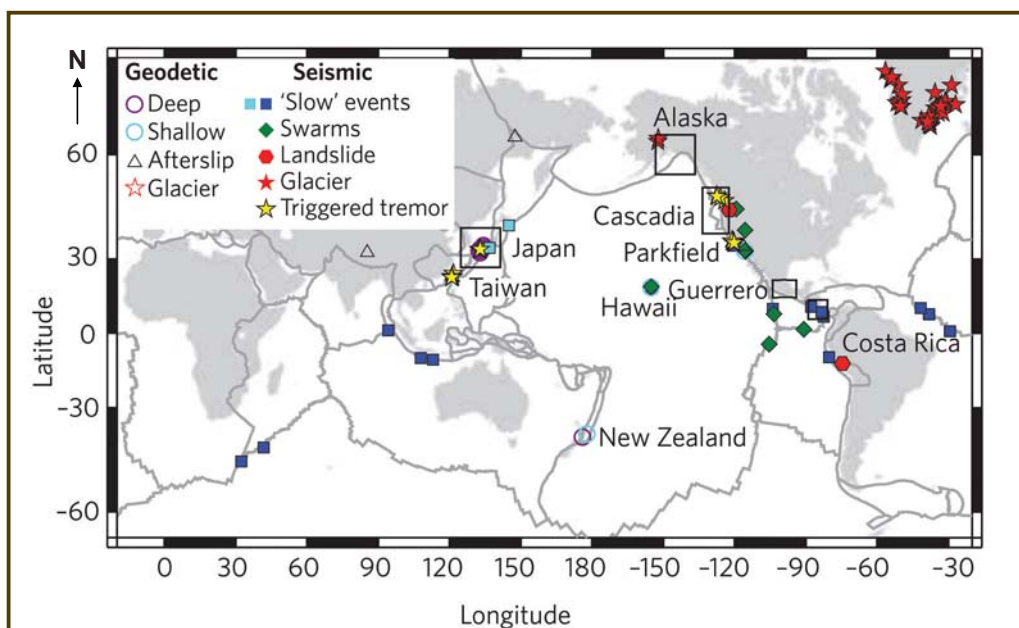 N
Geodetic
Deep
Shallow
Afterslip
Glacier
Seismic
'Slow' events
Swarms
Landslide
Glacier
Triggered tremor
Alaska
Cascadia
Japan
Parkfield
Taiwan
Guerrero
Hawaii
Costa Rica
New Zealand
Latitude
60
30
0
−30
−60
0 30 60 90 120 150 180 −150 −120 −90 −60 −30
Longitude